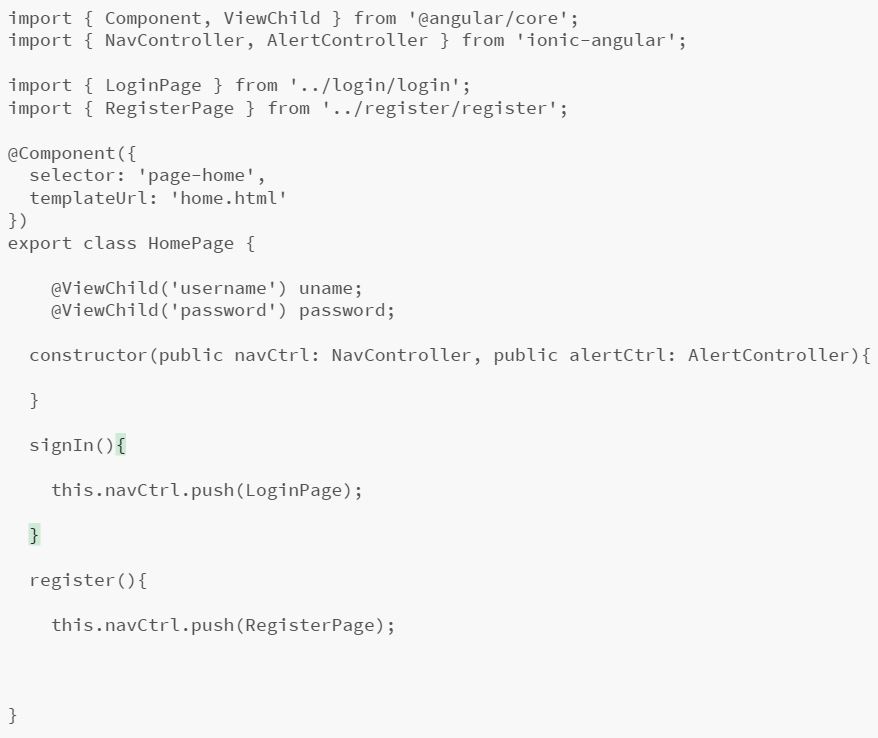 import { Component, ViewChild } from '@angular/core';
import { NavController, AlertController } from 'ionic-angular';

import { LoginPage } from '../login/login';
import { RegisterPage } from '../register/register';

@Component({
  selector: 'page-home',
  templateUrl: 'home.html'
})
export class HomePage {

    @ViewChild('username') uname;
    @ViewChild('password') password;

  constructor(public navCtrl: NavController, public alertCtrl: AlertController){

  }

  signIn(){

    this.navCtrl.push(LoginPage);

  }

  register(){

    this.navCtrl.push(RegisterPage);



}